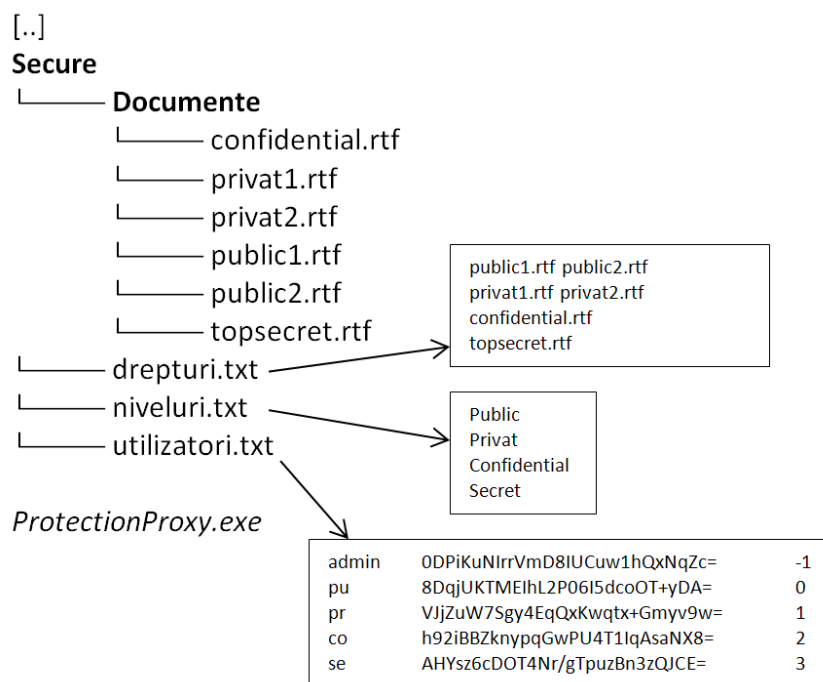 [..]
Secure
Documente
confidential.rtf
privat1.rtf
privat2.rtf
public1.rtf
public2.rtf
topsecret.rtf
drepturi.txt
niveluri.txt
utilizatori.txt
ProtectionProxy.exe
public1.rtf public2.rtf
privat1.rtf privat2.rtf
confidential.rtf
topsecret.rtf
Public
Privat
Confidential
Secret
admin 0DPiKuNIrrVmD8IUCuw1hQxNqZc= -1
pu 8DqjUKTMEIhL2P06I5dcoOT+yDA= 0
pr VJjZuW7Sgy4EqQxKwqtx+Gmyv9w= 1
co h92iBBZknypqGwPU4T1IqAsaNX8= 2
se AHYsz6cDOT4Nr/gTpuzBn3zQJCE= 3